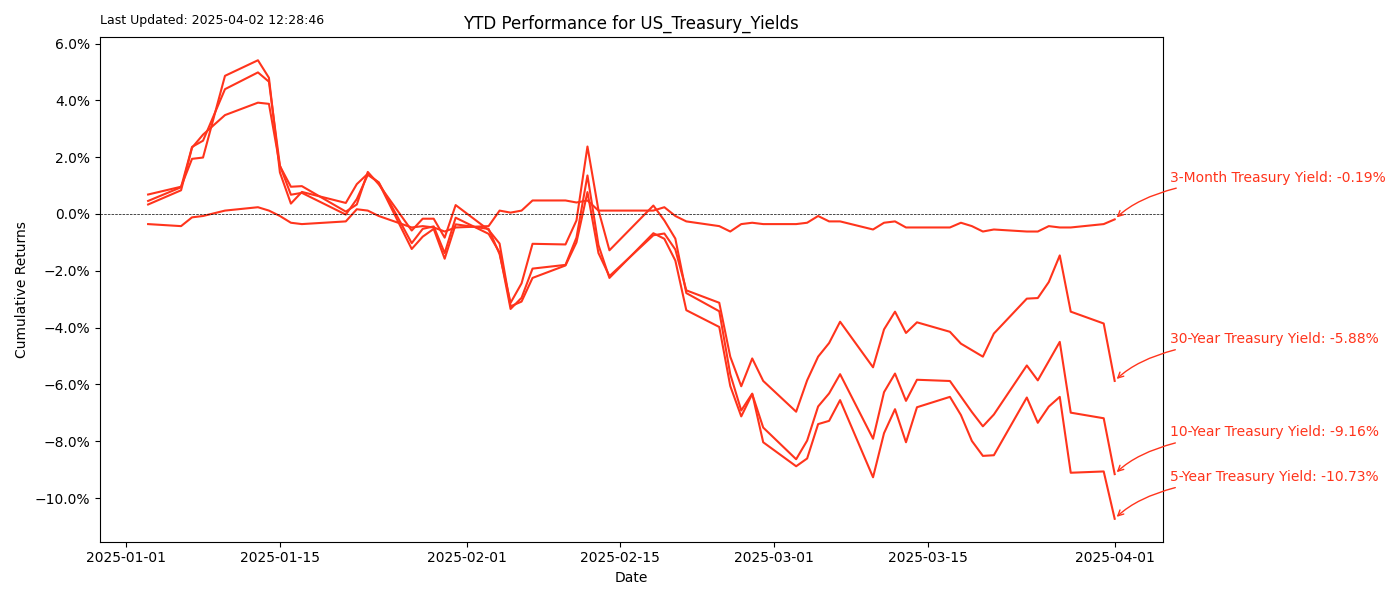 Last Updated: 2025-04-02 12:28:46
YTD Performance for US_Treasury_Yields
6.0%
4.0%
2.0%
0.0%
−2.0%
−4.0%
−6.0%
−8.0%
−10.0%
Cumulative Returns
3-Month Treasury Yield: -0.19%
30-Year Treasury Yield: -5.88%
10-Year Treasury Yield: -9.16%
5-Year Treasury Yield: -10.73%
2025-01-01 2025-01-15 2025-02-01 2025-02-15 2025-03-01 2025-03-15 2025-04-01
Date